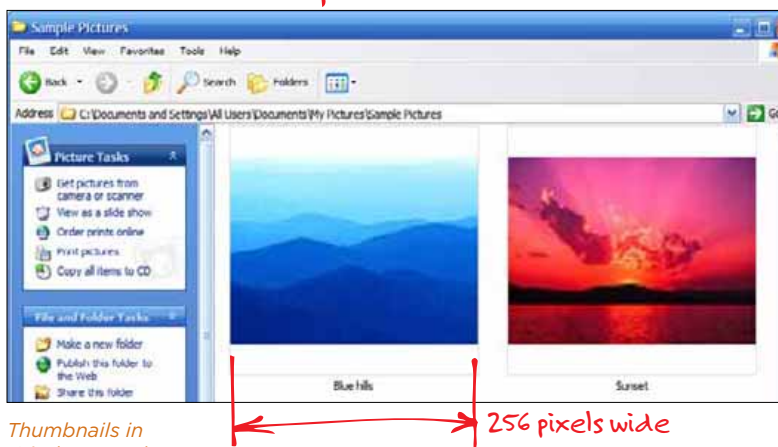 Sample Pictures
File Edit View Favorites Tools Help
Back Search Folders
Address C:\Documents and Settings\All Users\Documents\My Pictures\Sample Pictures
Picture Tasks
Get pictures from
camera or scanner
View as a slide show
Order prints online
Print pictures
Copy all items to CD
File and Folder Tasks
Make a new folder
Publish this folder to
the Web
Share this folder
Blue hills
Sunset
256 pixels wide
Thumbnails in